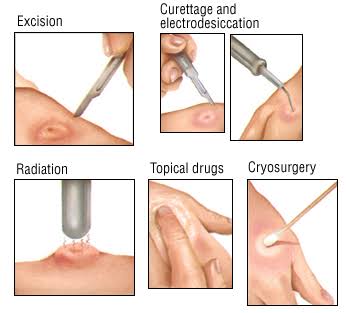 Excision
Curettage and
electrodesiccation
Radiation
Topical drugs
Cryosurgery